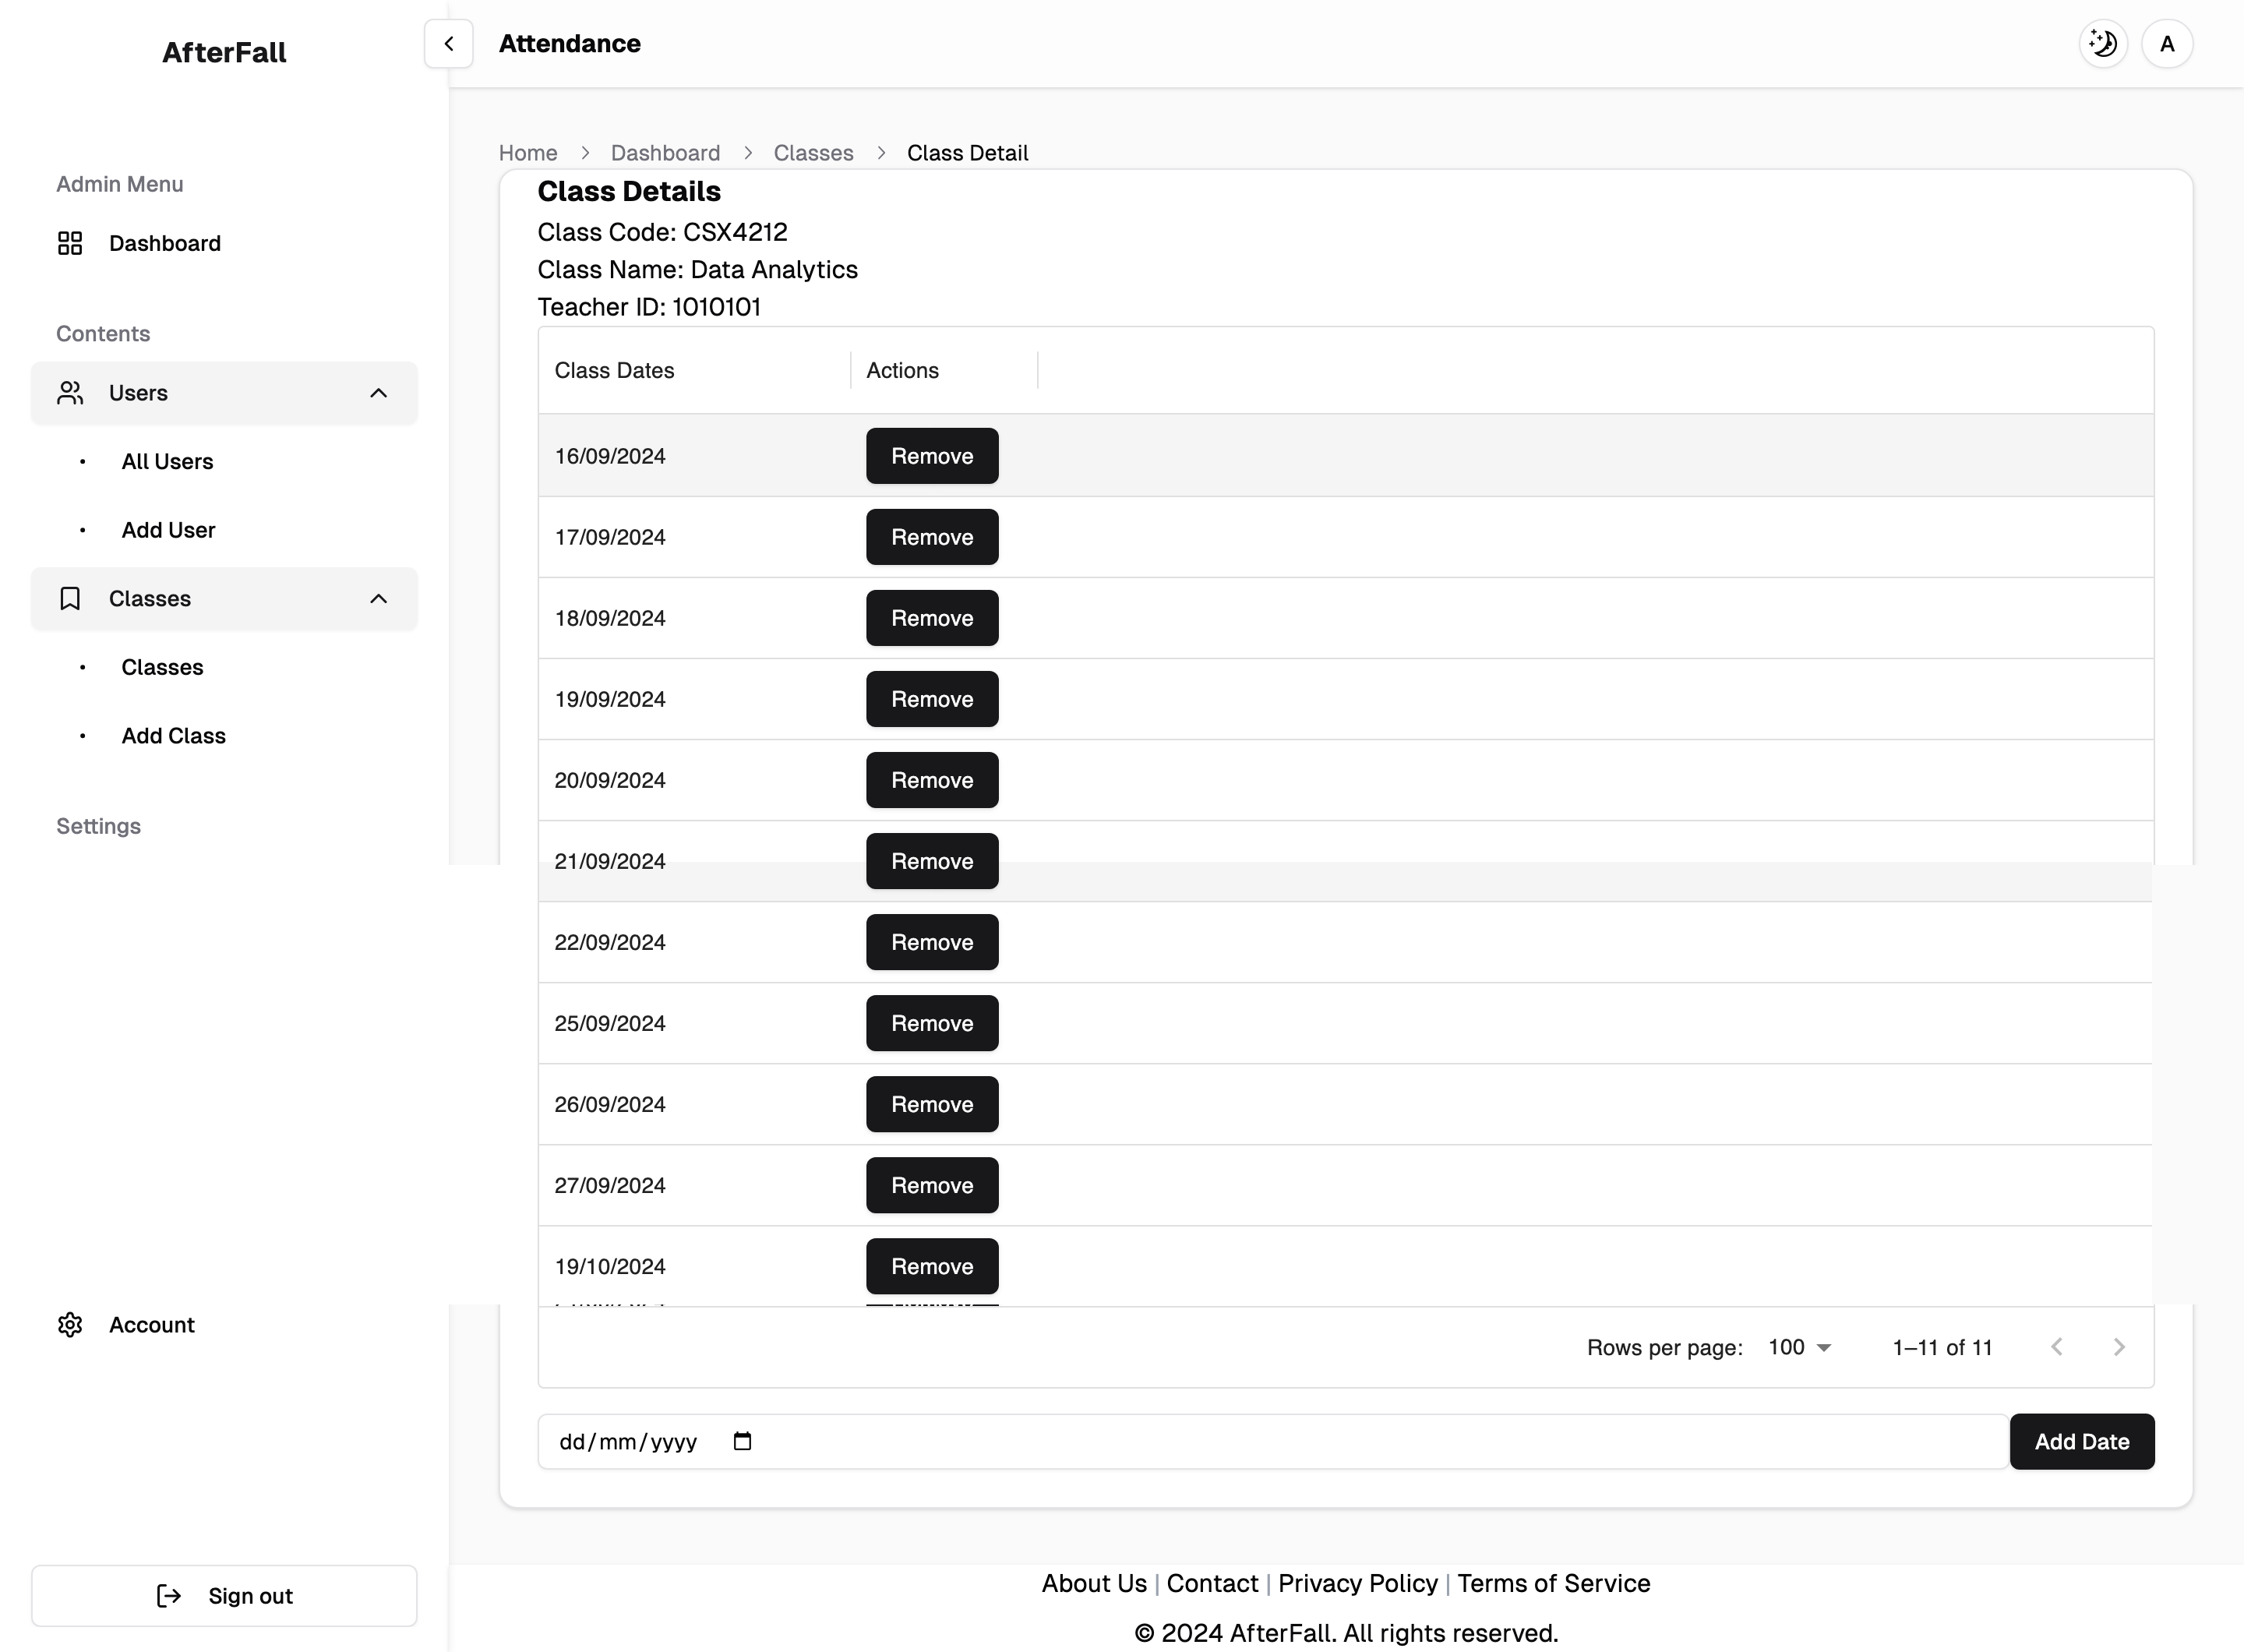 AfterFall
Attendance
A
Admin Menu
Dashboard
Contents
Users
All Users
Add User
Classes
Classes
Add Class
Settings
Account
Sign out
Home > Dashboard > Classes > Class Detail
Class Details
Class Code: CSX4212
Class Name: Data Analytics
Teacher ID: 1010101
Class Dates Actions
16/09/2024 Remove
17/09/2024 Remove
18/09/2024 Remove
19/09/2024 Remove
20/09/2024 Remove
21/09/2024 Remove
22/09/2024 Remove
25/09/2024 Remove
26/09/2024 Remove
27/09/2024 Remove
19/10/2024 Remove
Rows per page: 100 1–11 of 11
dd/mm/yyyy Add Date
About Us | Contact | Privacy Policy | Terms of Service
© 2024 AfterFall. All rights reserved.